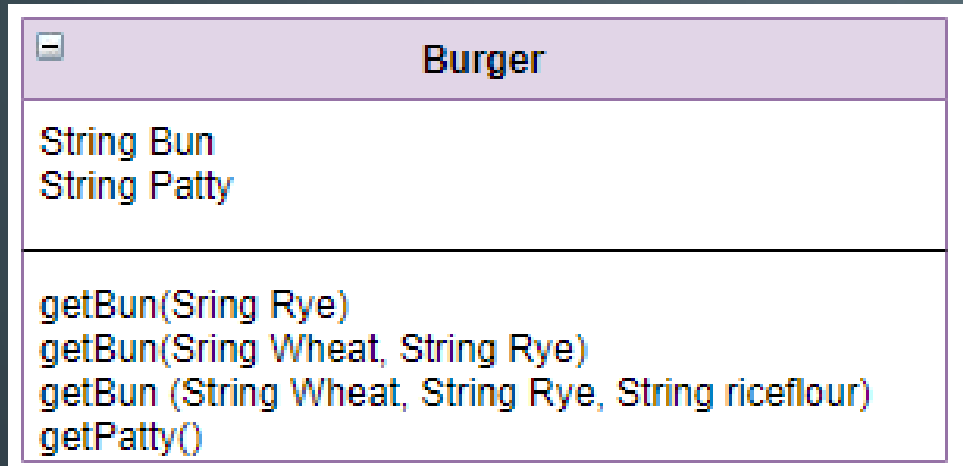 Burger
String Bun
String Patty
getBun(Sring Rye)
getBun(Sring Wheat, String Rye)
getBun (String Wheat, String Rye, String riceflour)
getPatty()